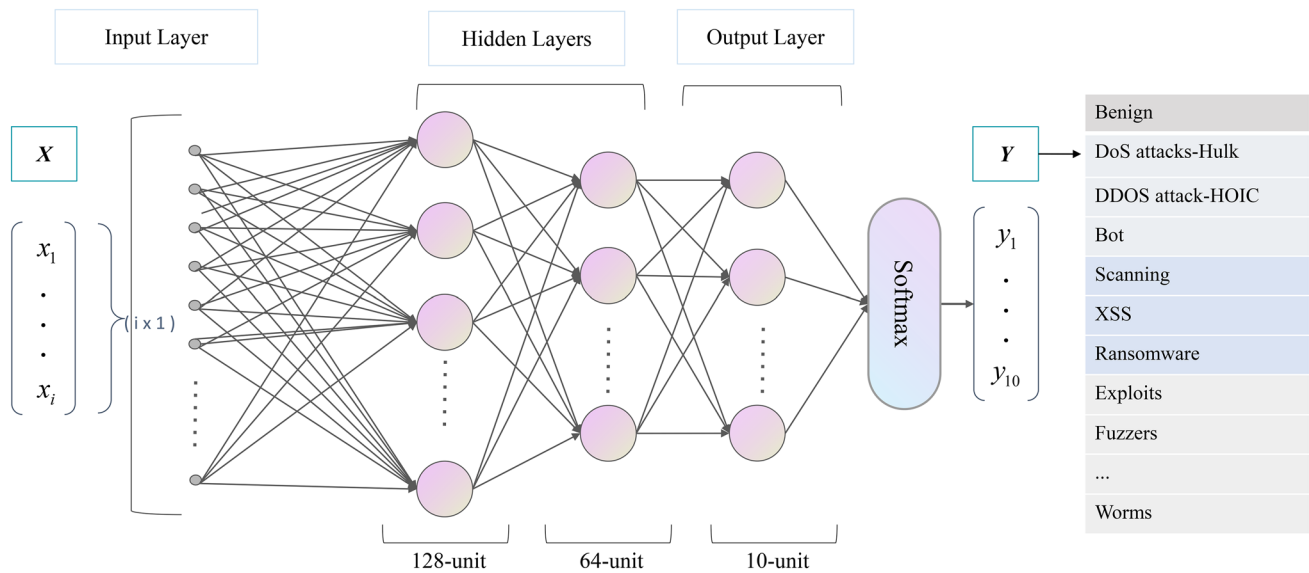 Input Layer
Hidden Layers
Output Layer
X
x1
xi
( i x 1 )
Softmax
Y
y1
y10
Benign
DoS attacks-Hulk
DDOS attack-HOIC
Bot
Scanning
XSS
Ransomware
Exploits
Fuzzers
...
Worms
128-unit
64-unit
10-unit